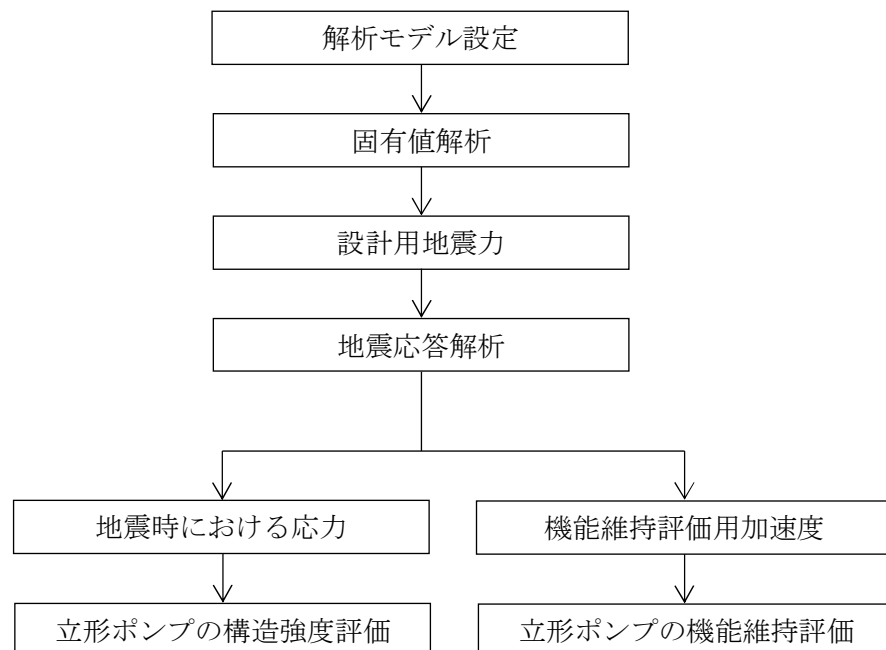 解析モデル設定
固有値解析
設計用地震力
地震応答解析
地震時における応力
機能維持評価用加速度
立形ポンプの構造強度評価
立形ポンプの機能維持評価